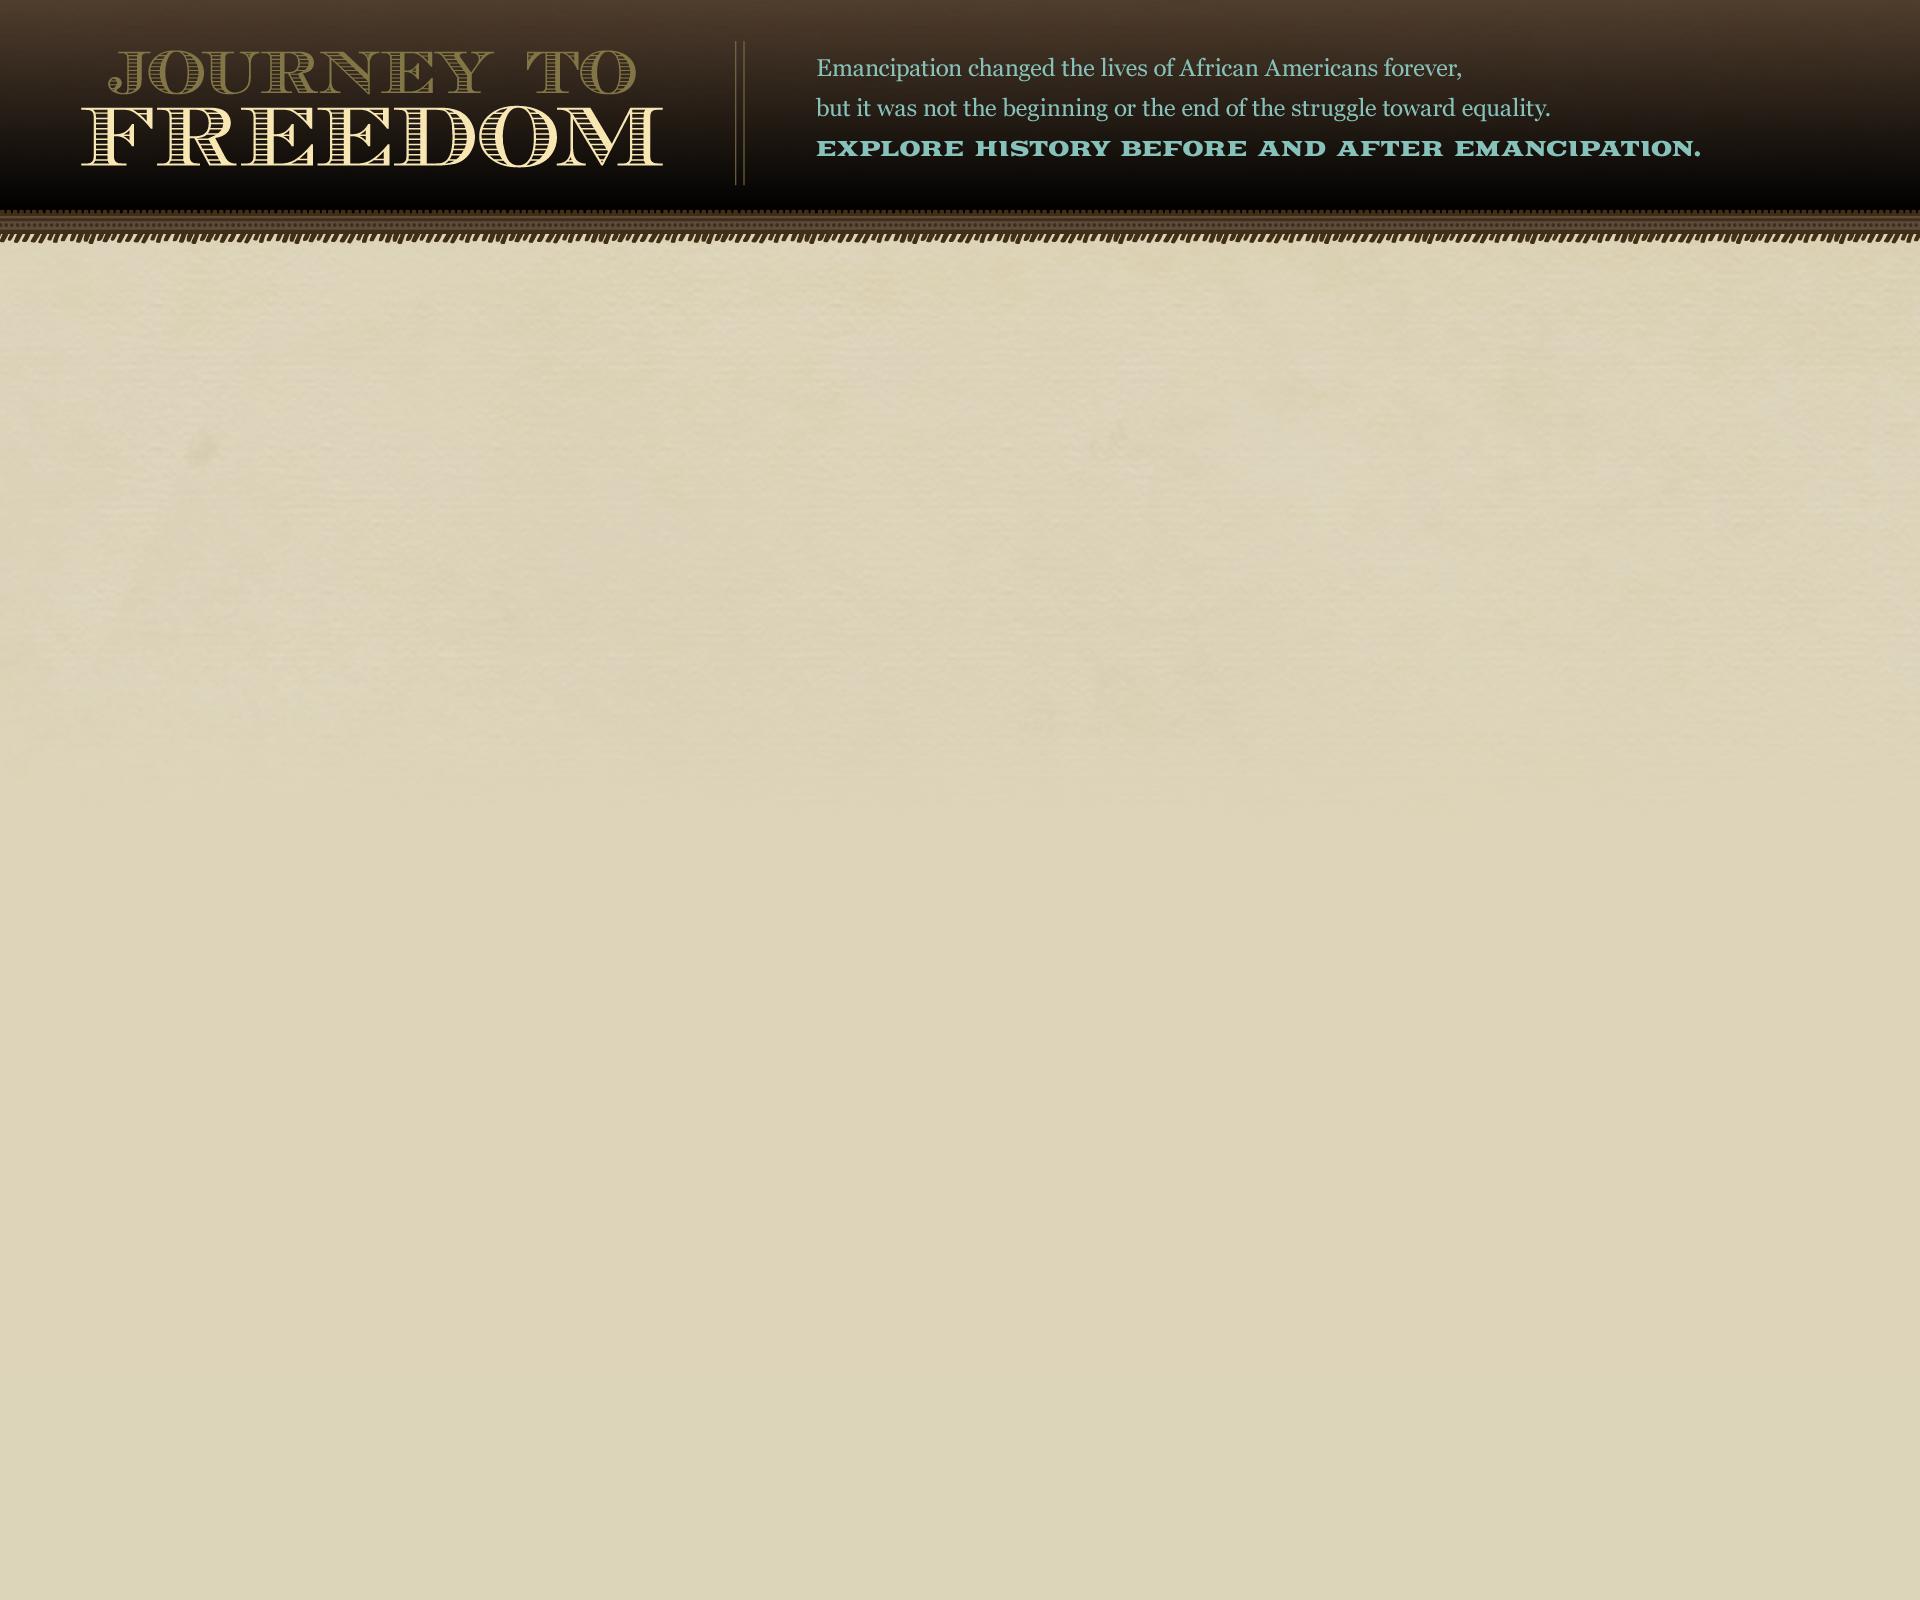 JOURNEY TO
FREEDOM
Emancipation changed the lives of African Americans forever,
but it was not the beginning or the end of the struggle toward equality.
EXPLORE HISTORY BEFORE AND AFTER EMANCIPATION.